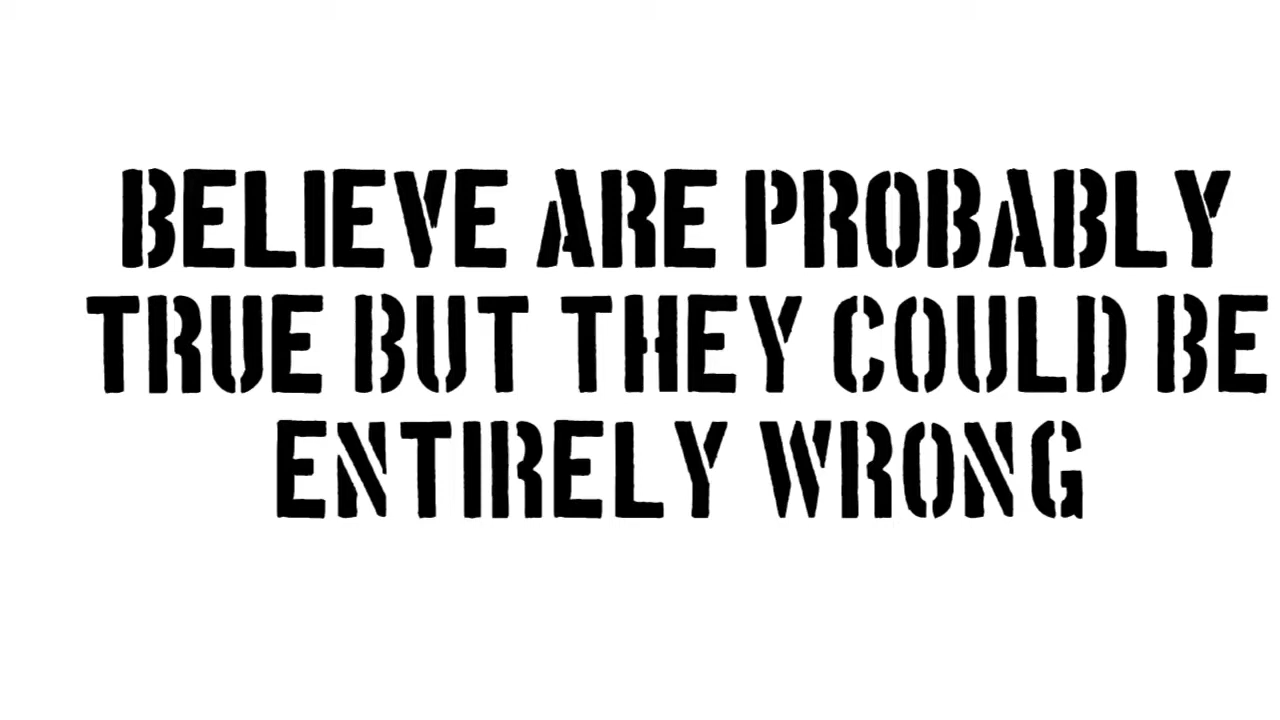 BELIEVE ARE PROBABLY
TRUE BUT THEY COULD BE
ENTIRELY WRONG